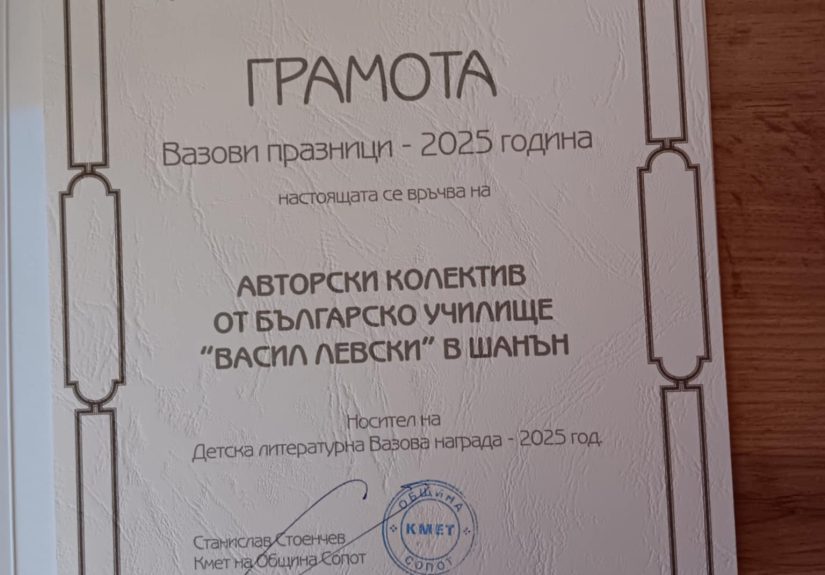 ГРАМОТА
Вазови празници - 2025 година
настоящата се връчва на
АВТОРСКИ КОЛЕКТИВ
ОТ БЪЛГАРСКО УЧИЛИЩЕ
"ВАСИЛ ЛЕВСКИ" В ШАНЪН
Носител на
Детска литературна Вазова награда - 2025 год.
Станислав Стоенчев
Кмет на Община Сопот
ОБЩИНА
КМЕТ
СОПОТ